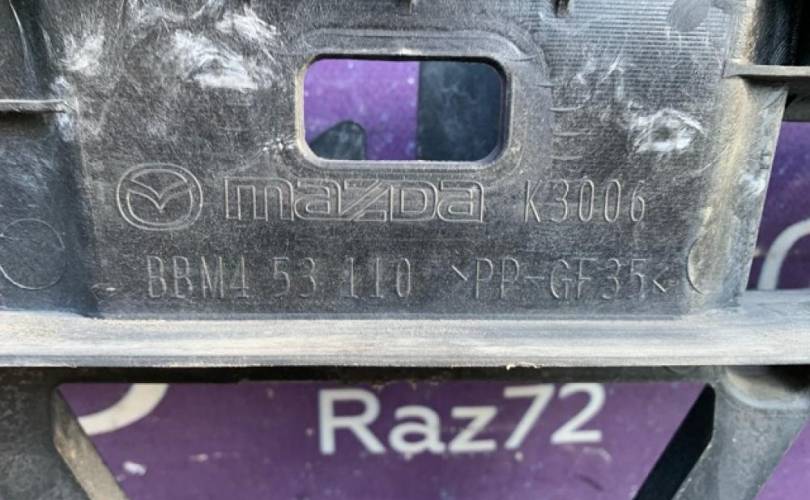 mazda K3006
BBM4 53 110 >PP-GF35<
Raz72